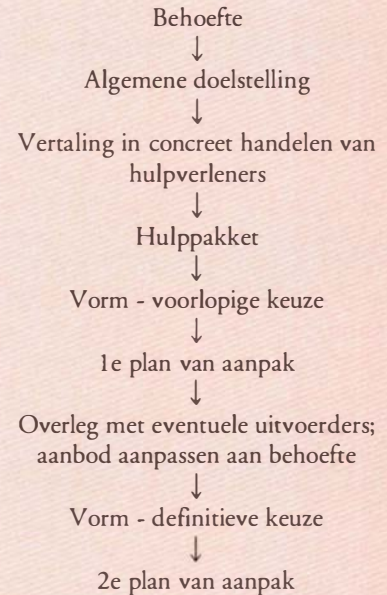 Behoefte
↓
Algemene doelstelling
↓
Vertaling in concreet handelen van
hulpverleners
↓
Hulppakket
↓
Vorm - voorlopige keuze
↓
1e plan van aanpak
↓
Overleg met eventuele uitvoerders;
aanbod aanpassen aan behoefte
↓
Vorm - definitieve keuze
↓
2e plan van aanpak